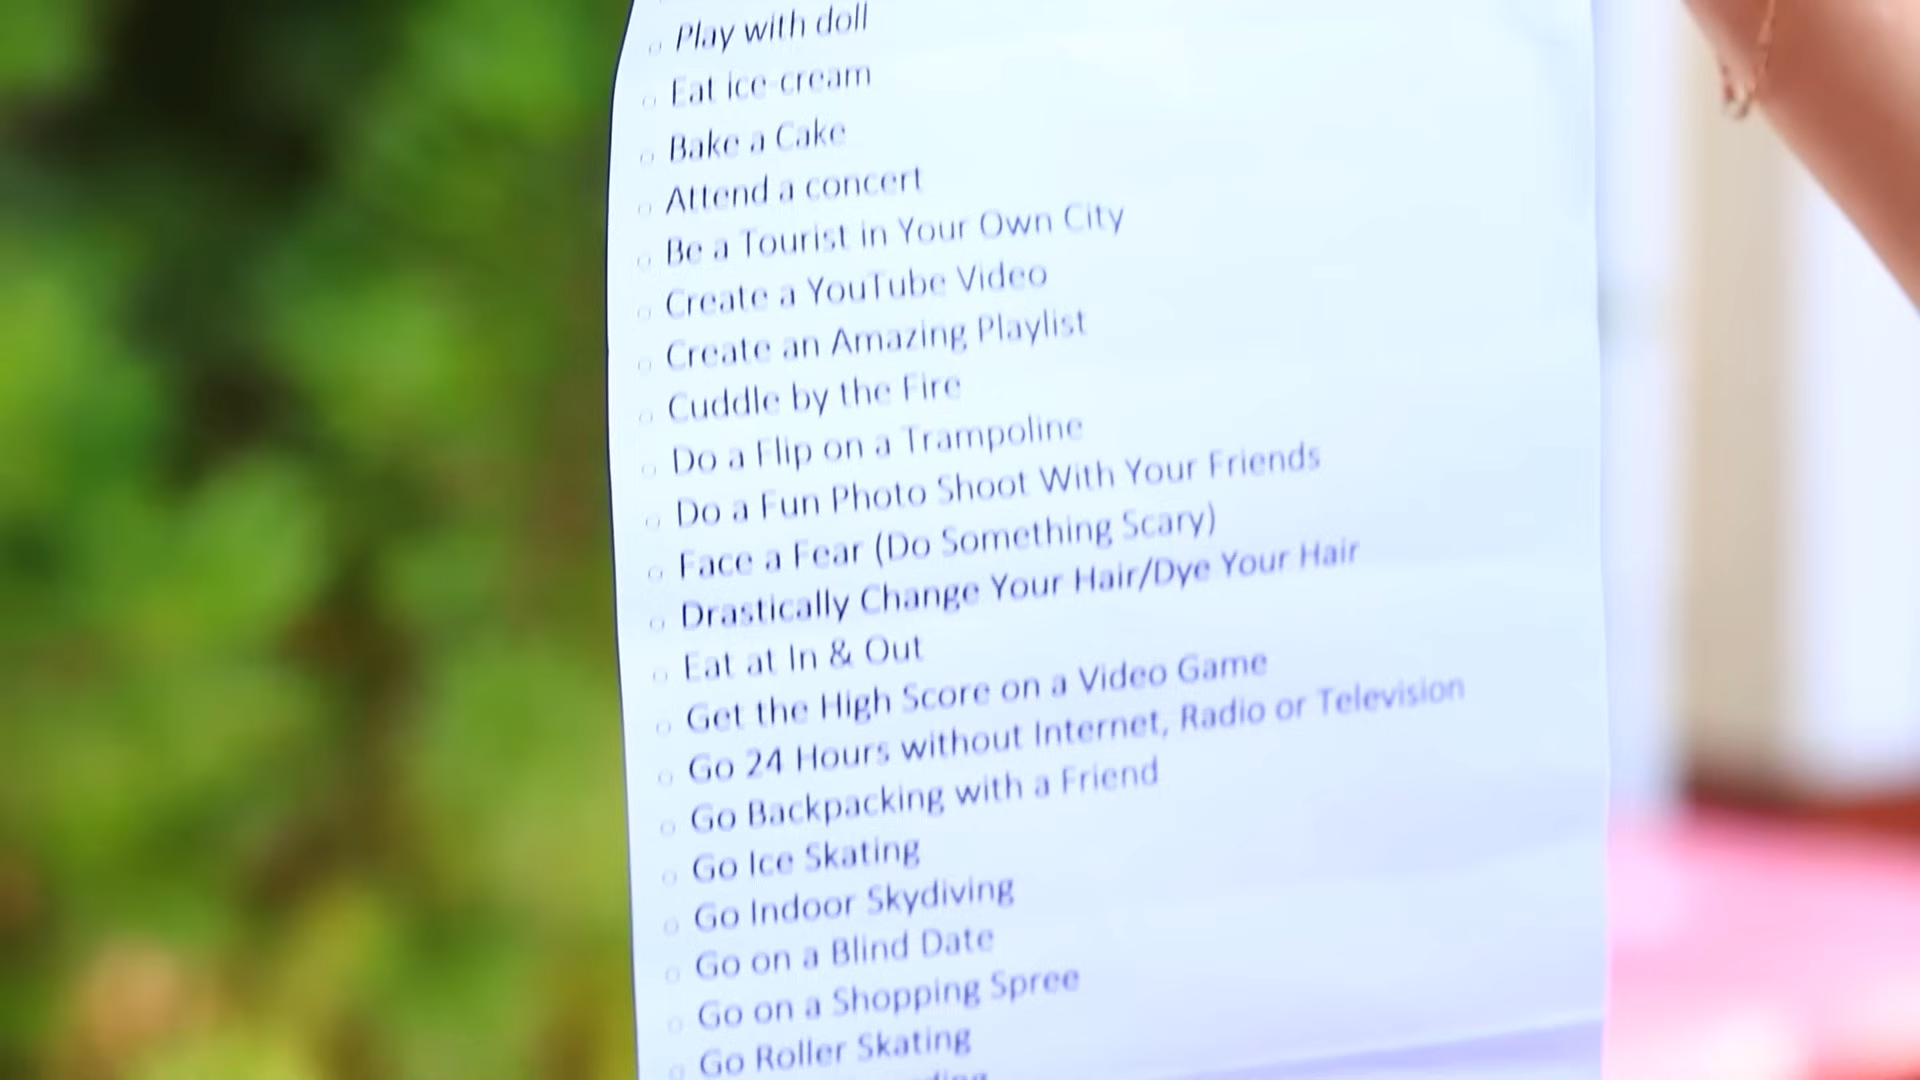 Play with doll
Eat ice-cream
Bake a Cake
Attend a concert
Be a Tourist in Your Own City
Create a YouTube Video
Create an Amazing Playlist
Cuddle by the Fire
Do a Flip on a Trampoline
Do a Fun Photo Shoot With Your Friends
Face a Fear (Do Something Scary)
Drastically Change Your Hair/Dye Your Hair
Eat at In & Out
Get the High Score on a Video Game
Go 24 Hours without Internet, Radio or Television
Go Backpacking with a Friend
Go Ice Skating
Go Indoor Skydiving
Go on a Blind Date
Go on a Shopping Spree
Go Roller Skating